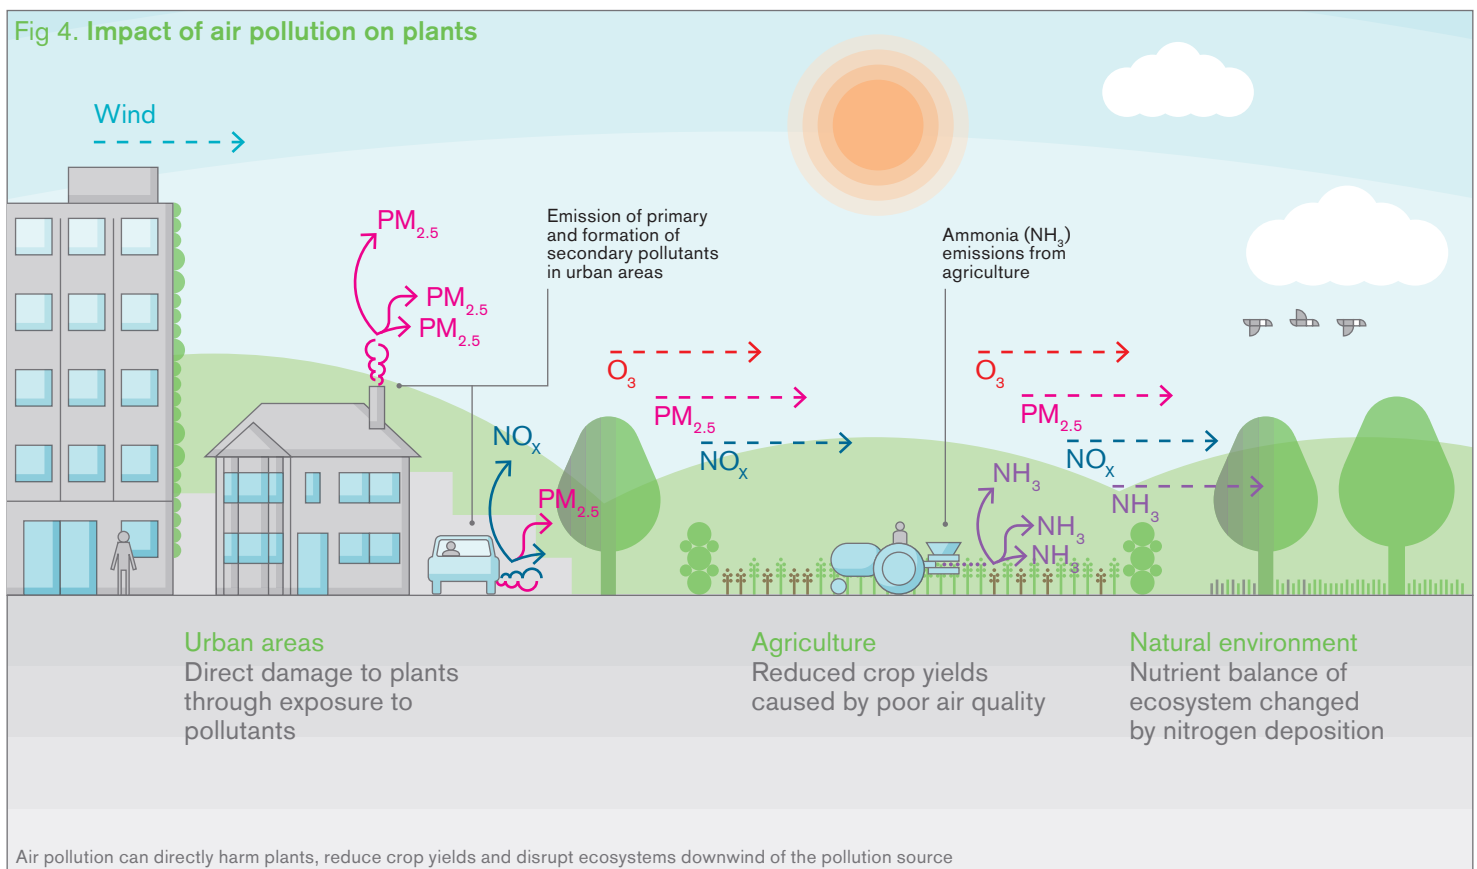 Fig 4. Impact of air pollution on plants
Wind
PM2.5
PM2.5
PM2.5
Emission of primary
and formation of
secondary pollutants
in urban areas
NOX
PM2.5
O3
PM2.5
NOX
Ammonia (NH3)
emissions from
agriculture
NH3
NH3
NH3
O3
PM2.5
NOX
NH3
Urban areas
Direct damage to plants
through exposure to
pollutants
Agriculture
Reduced crop yields
caused by poor air quality
Natural environment
Nutrient balance of
ecosystem changed
by nitrogen deposition
Air pollution can directly harm plants, reduce crop yields and disrupt ecosystems downwind of the pollution source